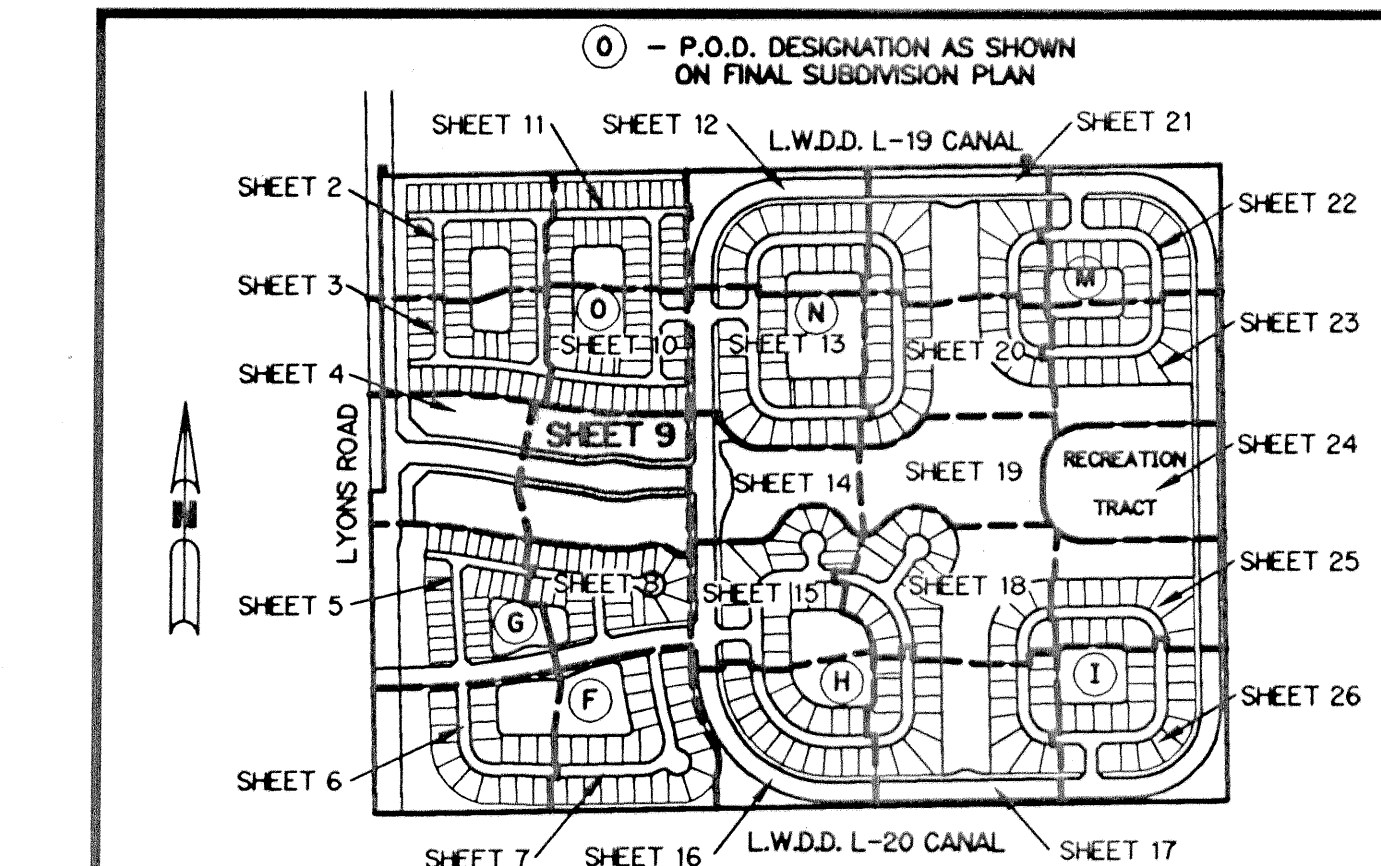 O - P.O.D. DESIGNATION AS SHOWN
ON FINAL SUBDIVISION PLAN
SHEET 11
SHEET 12
L.W.D.D. L-19 CANAL
SHEET 21
SHEET 2
SHEET 22
SHEET 3
M
O
N
SHEET 23
SHEET 10
SHEET 13
SHEET 20
SHEET 4
SHEET 9
SHEET 24
RECREATION
TRACT
SHEET 14
SHEET 19
LYONS ROAD
N
SHEET 5
SHEET 8
SHEET 15
SHEET 18
SHEET 25
G
F
H
I
SHEET 26
SHEET 6
SHEET 7
SHEET 16
L.W.D.D. L-20 CANAL
SHEET 17